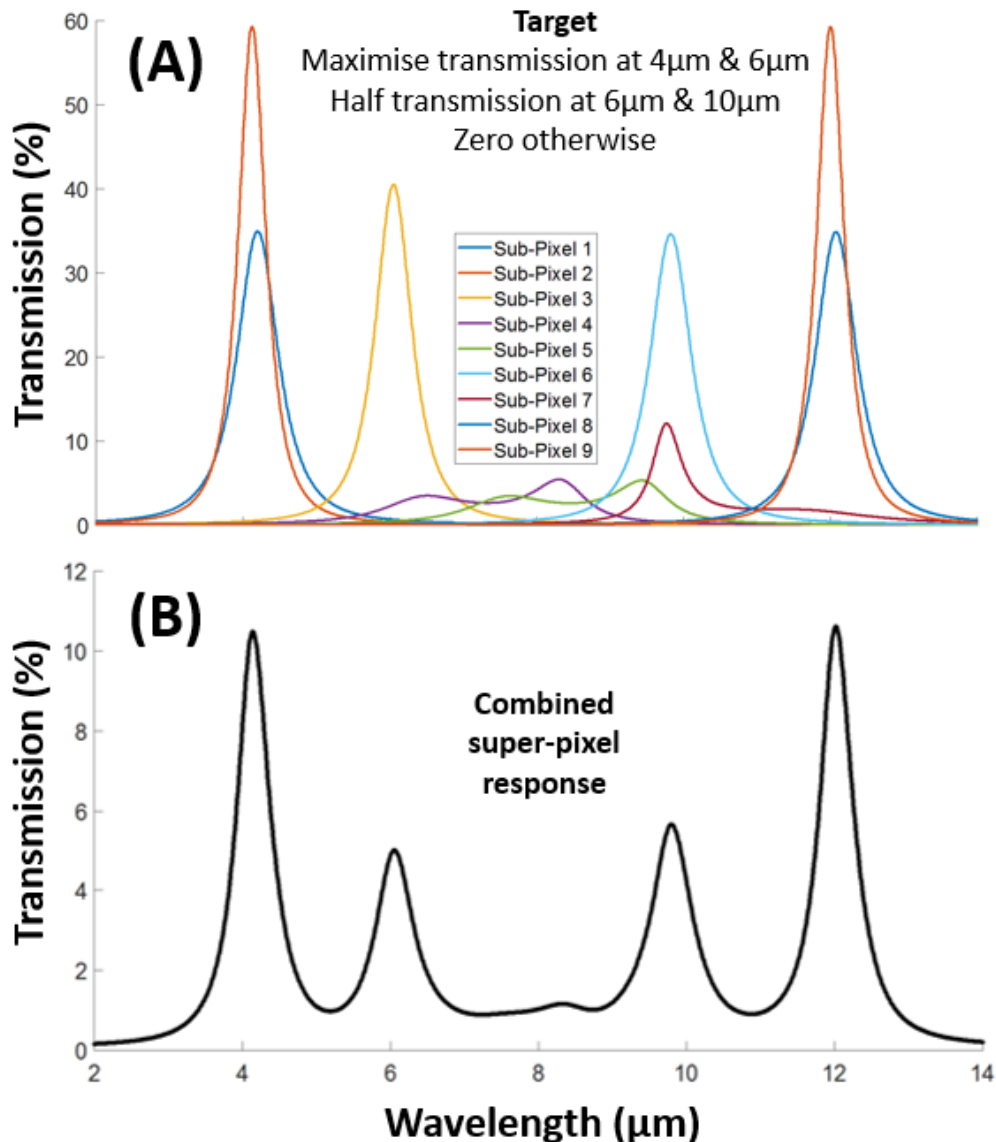 (A)
Target
Maximise transmission at 4μm & 6μm
Half transmission at 6μm & 10μm
Zero otherwise
Transmission (%)
60
50
40
30
20
10
0
Sub-Pixel 1
Sub-Pixel 2
Sub-Pixel 3
Sub-Pixel 4
Sub-Pixel 5
Sub-Pixel 6
Sub-Pixel 7
Sub-Pixel 8
Sub-Pixel 9
(B)
Combined
super-pixel
response
Transmission (%)
12
10
8
6
4
2
0
2 4 6 8 10 12 14
Wavelength (μm)